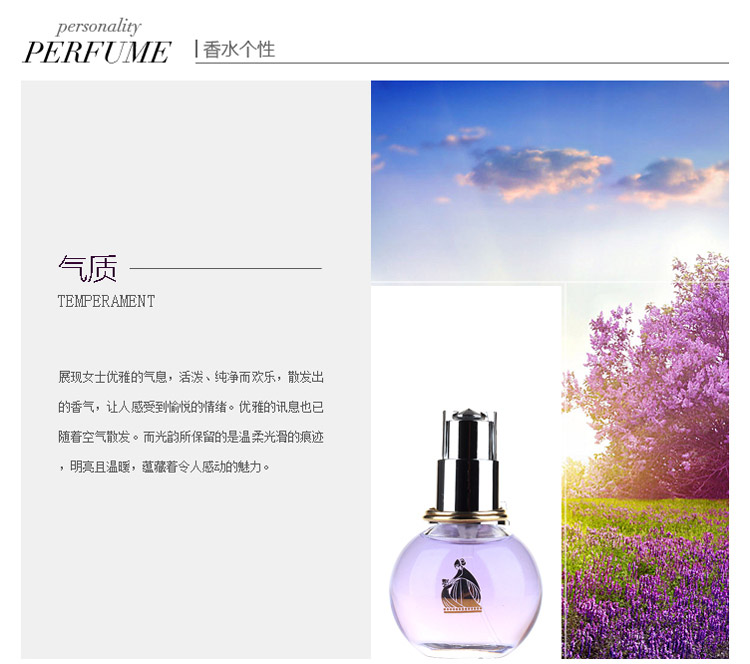 personality
PERFUME
香水个性
气质
TEMPERAMENT
展现女士优雅的气息，活泼、纯净而欢乐，散发出
的香气，让人感受到愉悦的情绪。优雅的讯息也已
随着空气散发。而光韵所保留的是温柔光滑的痕迹
，明亮且温暖，蕴藏着令人感动的魅力。